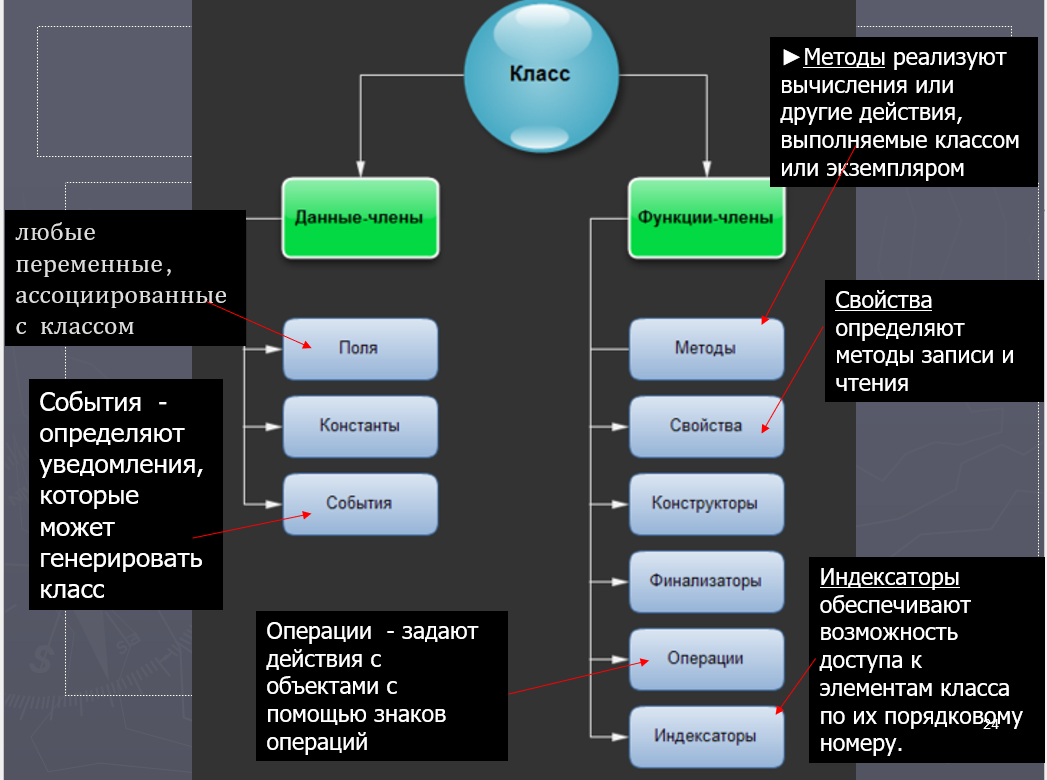 Класс
►Методы реализуют
вычисления или
другие действия,
выполняемые классом
или экземпляром
Данные-члены
Функции-члены
любые
переменные,
ассоциированные
с классом
Поля
Константы
События
События -
определяют
уведомления,
которые
может
генерировать
класс
Методы
Свойства
Конструкторы
Финализаторы
Операции
Индексаторы
Свойства
определяют
методы записи и
чтения
Операции - задают
действия с
объектами с
помощью знаков
операций
Индексаторы
обеспечивают
возможность
доступа к
элементам класса
по их порядковому
номеру.
24